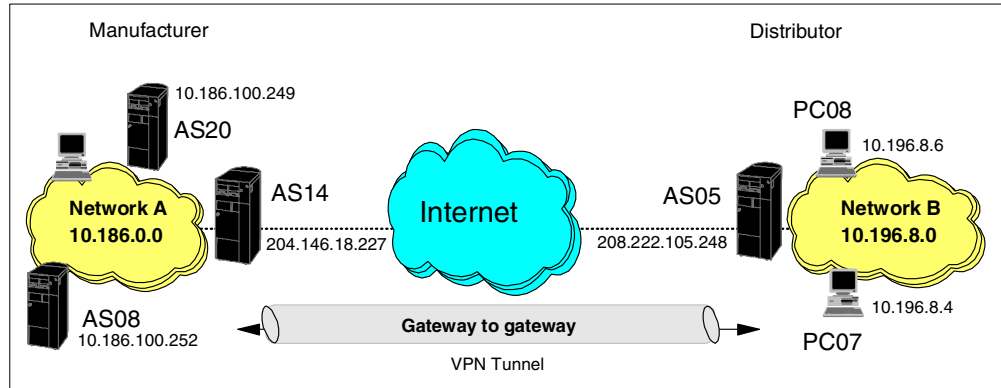 Manufacturer
Distributor
10.186.100.249
AS20
PC08
10.196.8.6
AS14
AS05
Network A
10.186.0.0
Internet
Network B
10.196.8.0
204.146.18.227
208.222.105.248
AS08
10.186.100.252
Gateway to gateway
10.196.8.4
PC07
VPN Tunnel